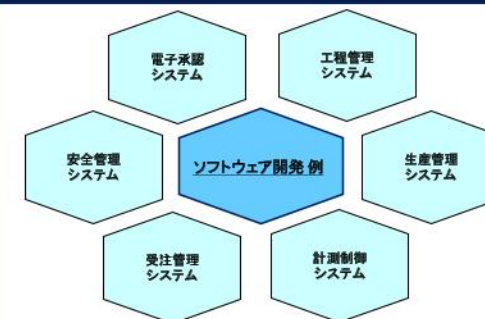 電子承認
システム
工程管理
システム
安全管理
システム
ソフトウェア開発 例
生産管理
システム
受注管理
システム
計測制御
システム